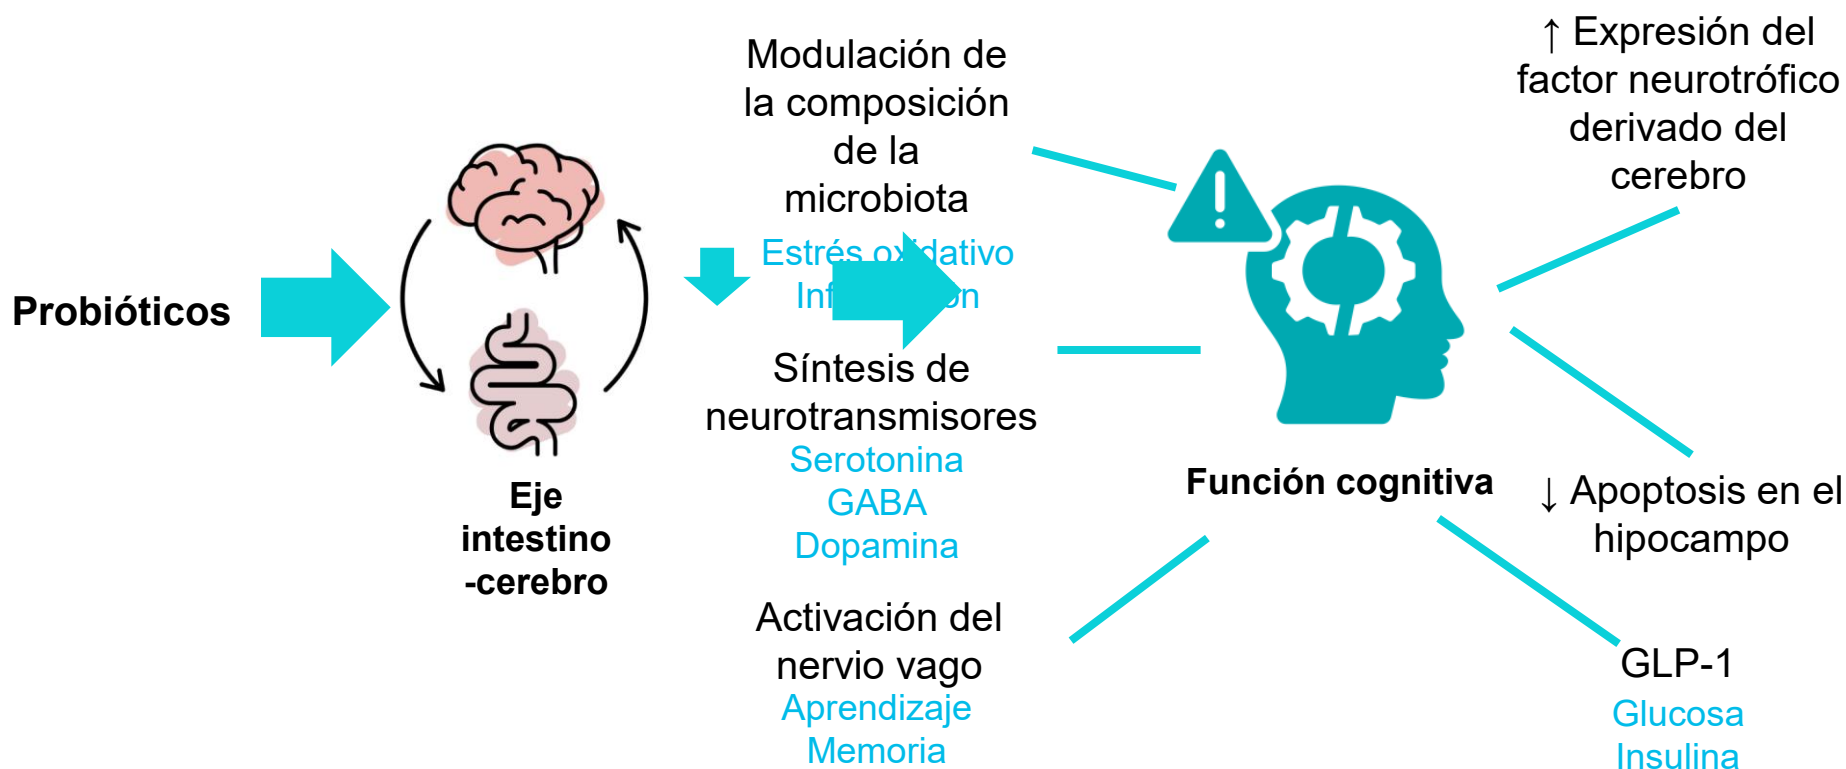 Probióticos
Eje
intestino
-cerebro
Modulación de
la composición
de la
microbiota
Estrés
Síntesis de
neurotransmisores
Serotonina
GABA
Dopamina
Activación del
nervio vago
Aprendizaje
Memoria
Función cognitiva
↑ Expresión del
factor neurotrófico
derivado del
cerebro
↓ Apoptosis en el
hipocampo
GLP-1
Glucosa
Insulina